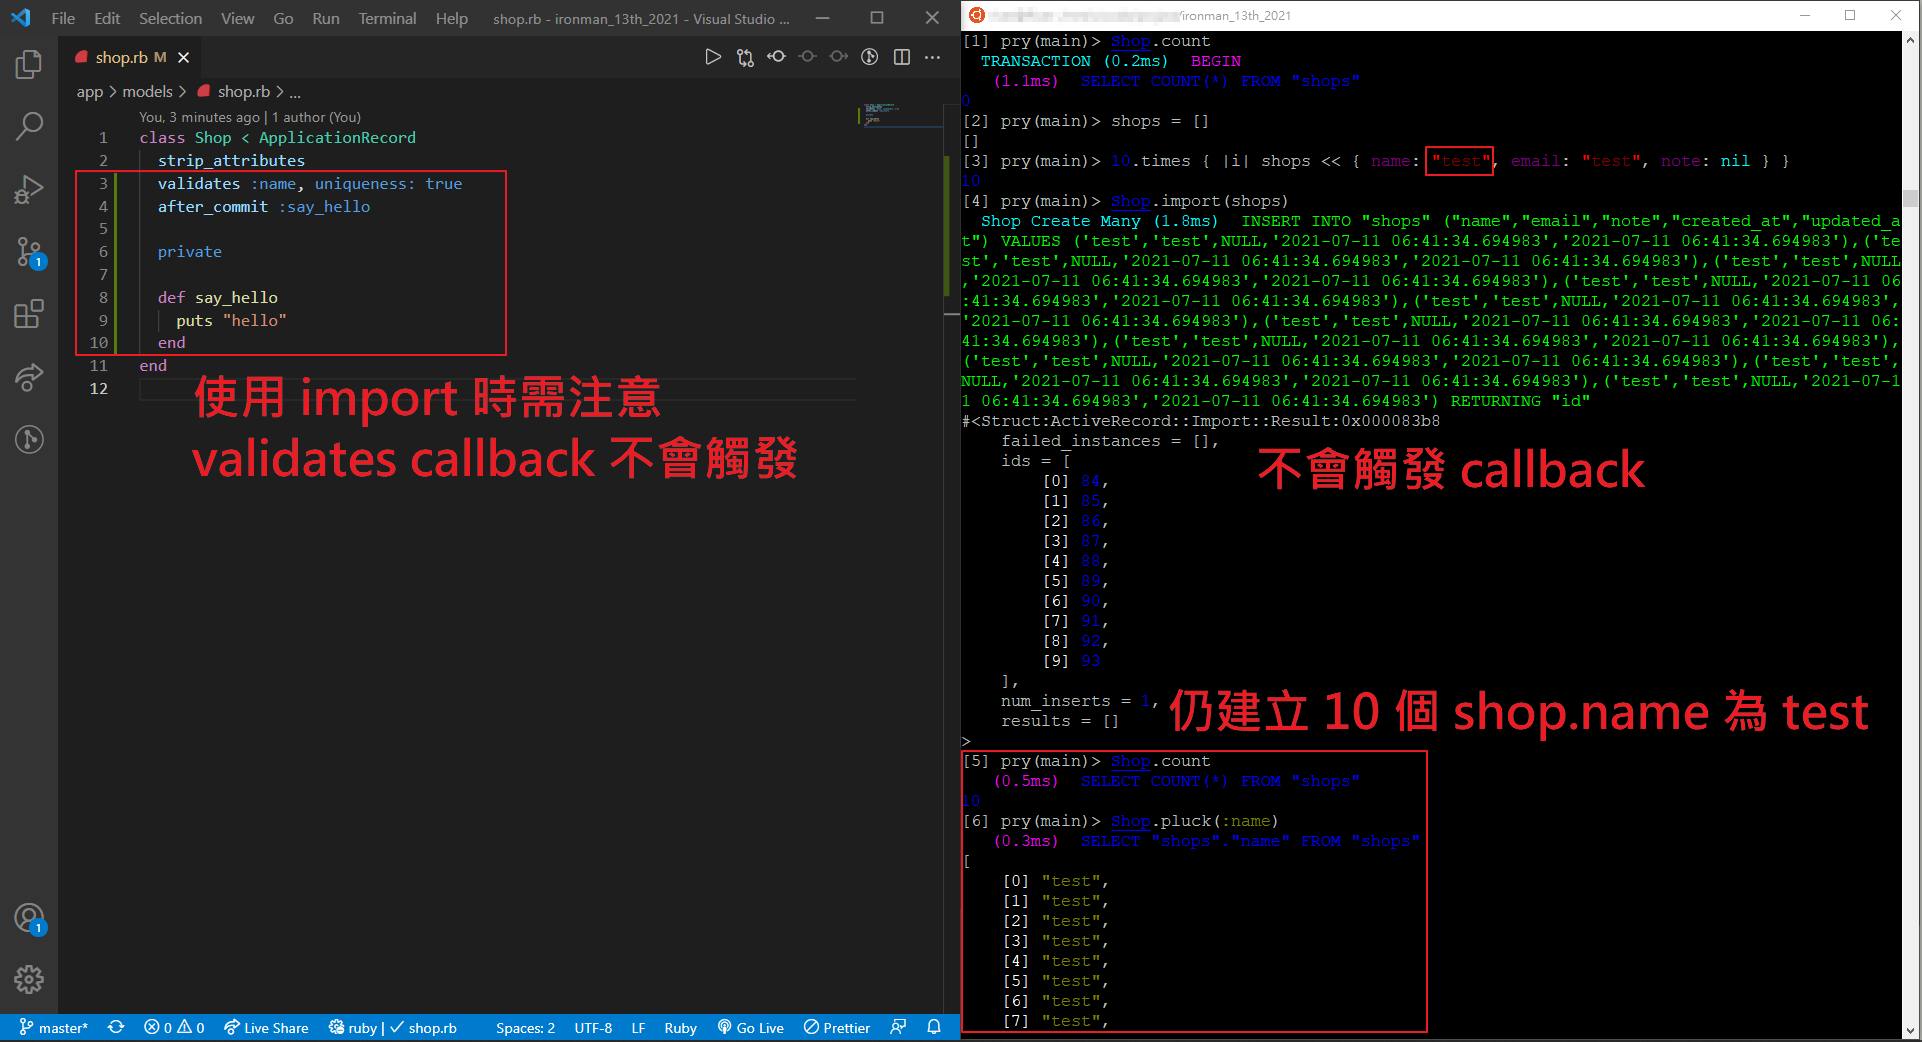 File Edit Selection View Go Run Terminal Help shop.rb - ironman_13th_2021 - Visual Studio ...
shop.rb M
app > models > shop.rb > ...
You, 3 minutes ago | 1 author (You)
1 class Shop < ApplicationRecord
2 strip_attributes
3 validates :name, uniqueness: true
4 after_commit :say_hello
5
6 private
7
8 def say_hello
9 puts "hello"
10 end
11 end
12
使用 import 時需注意
validates callback 不會觸發
1
1
master* 0 0 Live Share ruby | ✓ shop.rb Spaces: 2 UTF-8 LF Ruby Go Live Prettier
/ironman_13th_2021
[1] pry(main)> Shop.count
TRANSACTION (0.2ms) BEGIN
(1.1ms) SELECT COUNT(*) FROM "shops"
0
[2] pry(main)> shops = []
[]
[3] pry(main)> 10.times { |i| shops << { name: "test", email: "test", note: nil } }
10
[4] pry(main)> Shop.import(shops)
Shop Create Many (1.8ms) INSERT INTO "shops" ("name","email","note","created_at","updated_a
t") VALUES ('test','test',NULL,'2021-07-11 06:41:34.694983','2021-07-11 06:41:34.694983'),('te
st','test',NULL,'2021-07-11 06:41:34.694983','2021-07-11 06:41:34.694983'),('test','test',NULL
,'2021-07-11 06:41:34.694983','2021-07-11 06:41:34.694983'),('test','test',NULL,'2021-07-11 06
:41:34.694983','2021-07-11 06:41:34.694983'),('test','test',NULL,'2021-07-11 06:41:34.694983',
'2021-07-11 06:41:34.694983'),('test','test',NULL,'2021-07-11 06:41:34.694983','2021-07-11 06:
41:34.694983'),('test','test',NULL,'2021-07-11 06:41:34.694983','2021-07-11 06:41:34.694983'),
('test','test',NULL,'2021-07-11 06:41:34.694983','2021-07-11 06:41:34.694983'),('test','test',
NULL,'2021-07-11 06:41:34.694983','2021-07-11 06:41:34.694983'),('test','test',NULL,'2021-07-1
1 06:41:34.694983','2021-07-11 06:41:34.694983') RETURNING "id"
#<Struct:ActiveRecord::Import::Result:0x000083b8
failed_instances = [],
ids = [
[0] 84,
[1] 85,
[2] 86,
[3] 87,
[4] 88,
[5] 89,
[6] 90,
[7] 91,
[8] 92,
[9] 93
],
num_inserts = 1,
results = []
>
不會觸發 callback
仍建立 10 個 shop.name 為 test
[5] pry(main)> Shop.count
(0.5ms) SELECT COUNT(*) FROM "shops"
10
[6] pry(main)> Shop.pluck(:name)
(0.3ms) SELECT "shops"."name" FROM "shops"
[
[0] "test",
[1] "test",
[2] "test",
[3] "test",
[4] "test",
[5] "test",
[6] "test",
[7] "test",